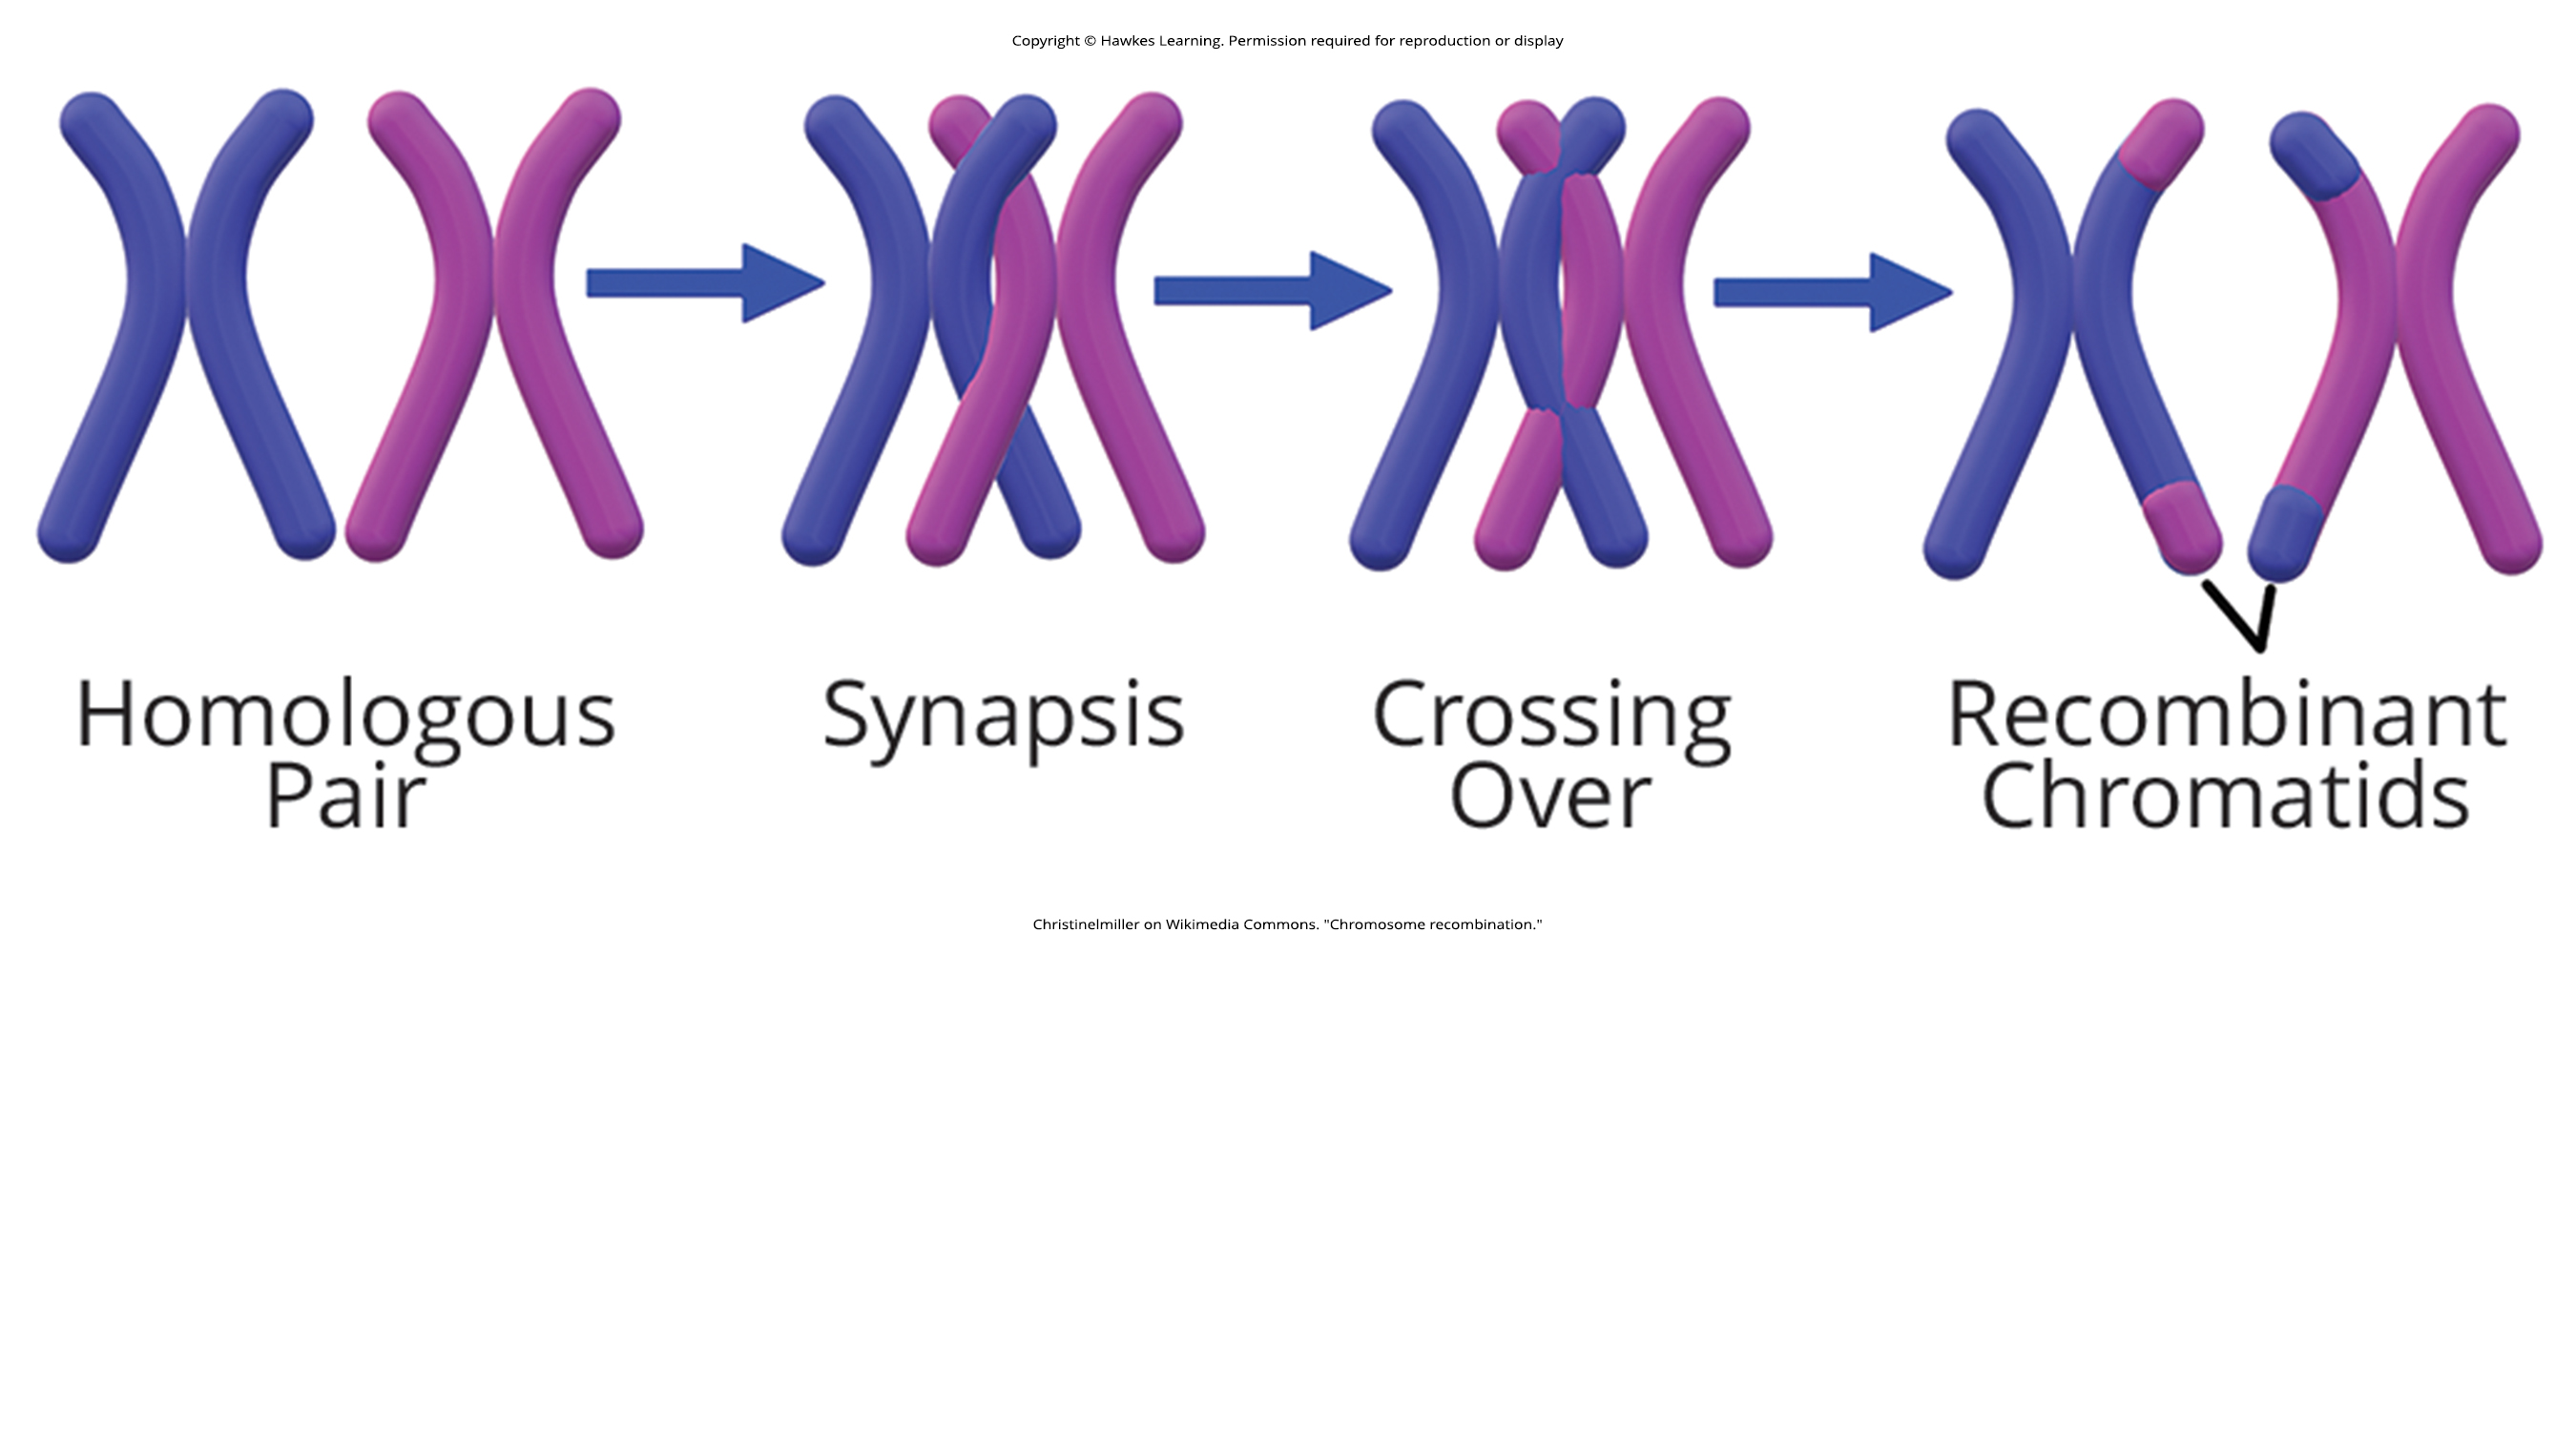 Copyright © Hawkes Learning. Permission required for reproduction or display
Homologous
Pair
Synapsis
Crossing
Over
Recombinant
Chromatids
Christinelmiller on Wikimedia Commons. "Chromosome recombination."